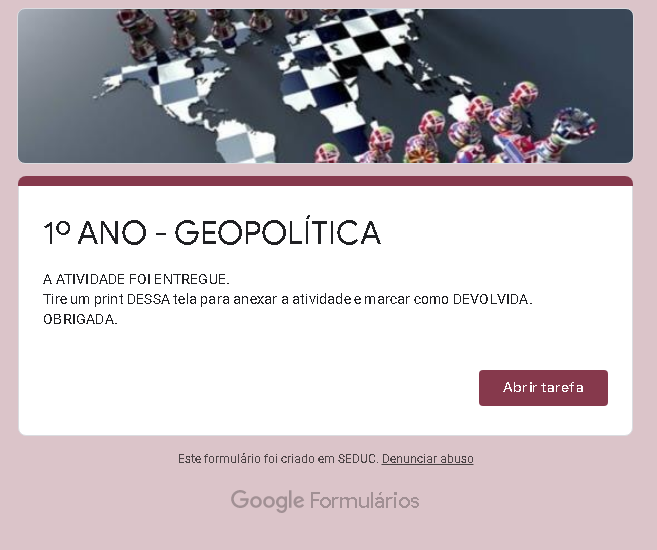 1º ANO - GEOPOLÍTICA
A ATIVIDADE FOI ENTREGUE.
Tire um print DESSA tela para anexar a atividade e marcar como DEVOLVIDA.
OBRIGADA.
Abrir tarefa
Este formulário foi criado em SEDUC. Denunciar abuso
Google Formulários